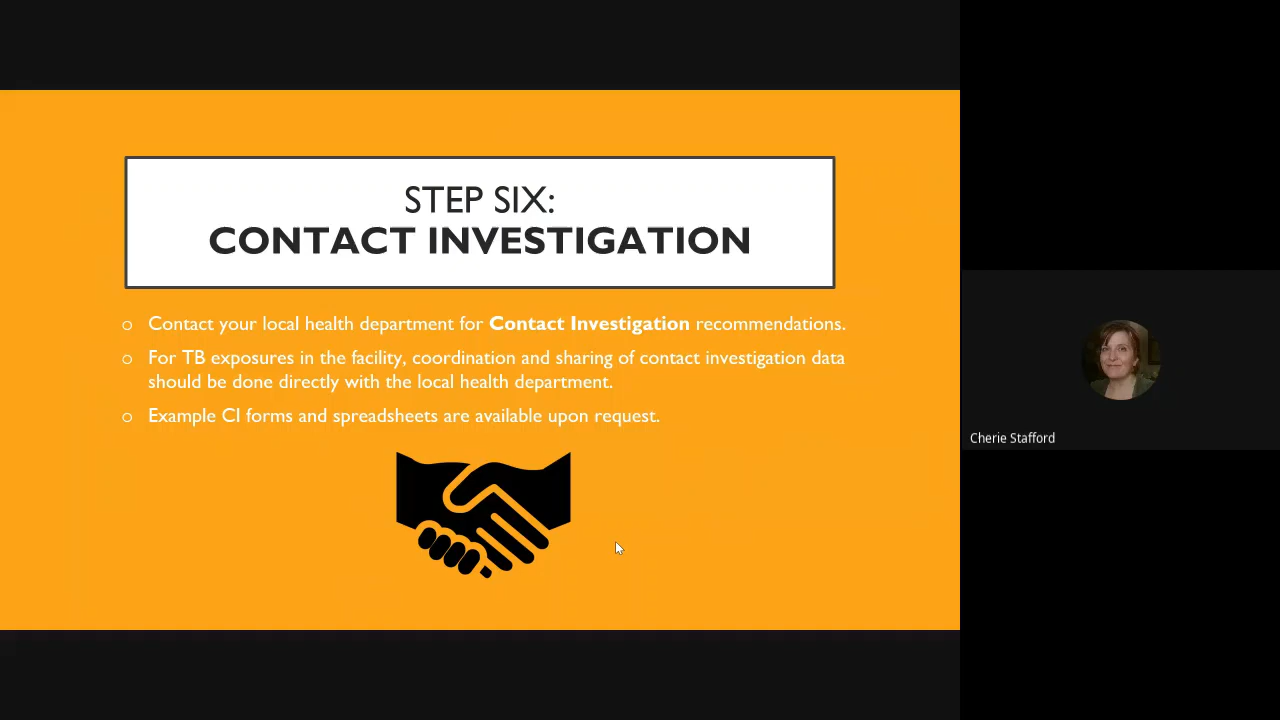 STEP SIX:
CONTACT INVESTIGATION
o Contact your local health department for Contact Investigation recommendations.
o For TB exposures in the facility, coordination and sharing of contact investigation data
should be done directly with the local health department.
o Example CI forms and spreadsheets are available upon request.
Cherie Stafford